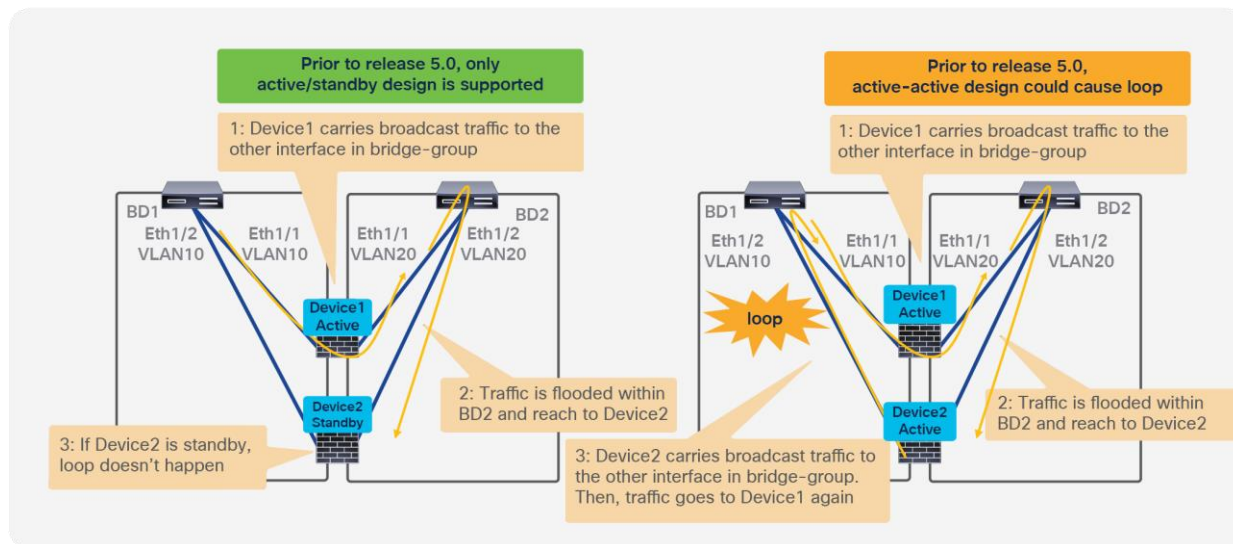 Prior to release 5.0, only
active/standby design is supported
1: Device1 carries broadcast traffic to the
other interface in bridge-group
BD1
BD2
Eth1/2
VLAN10
Eth1/1
VLAN10
Eth1/1
VLAN20
Eth1/2
VLAN20
Device1
Active
2: Traffic is flooded within
BD2 and reach to Device2
Device2
Standby
3: If Device2 is standby,
loop doesn't happen
Prior to release 5.0,
active-active design could cause loop
1: Device1 carries broadcast traffic to the
other interface in bridge-group
BD1
BD2
Eth1/2
VLAN10
Eth1/1
VLAN10
Eth1/1
VLAN20
Eth1/2
VLAN20
Device1
Active
loop
2: Traffic is flooded within
BD2 and reach to Device2
Device2
Active
3: Device2 carries broadcast traffic to
the other interface in bridge-group.
Then, traffic goes to Device1 again